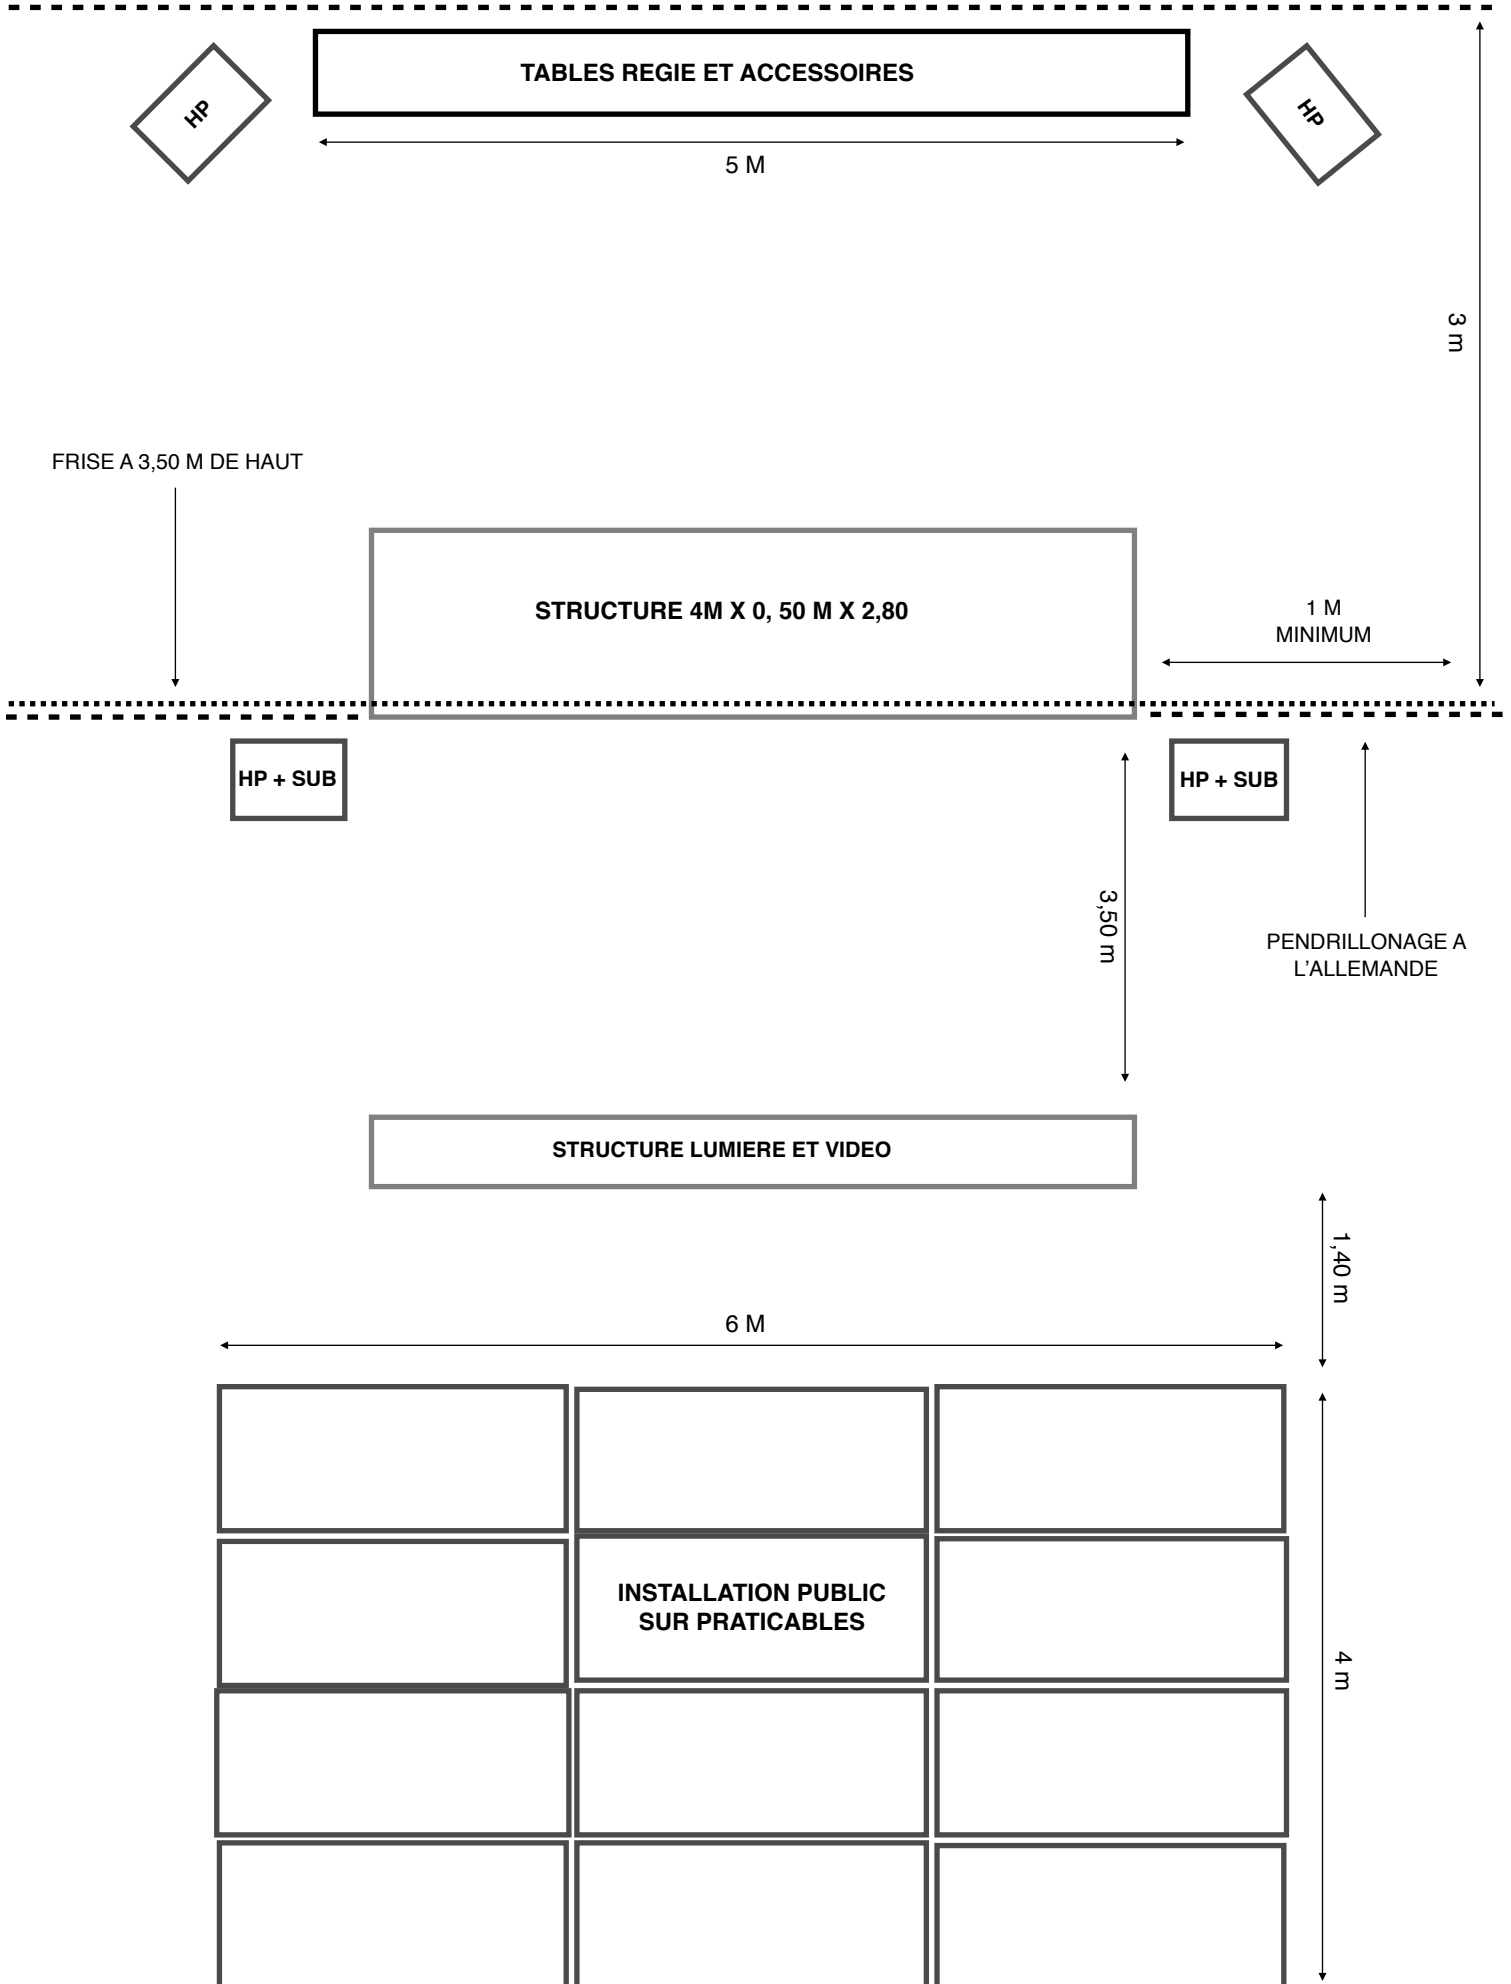 TABLES REGIE ET ACCESSOIRES
HP
HP
5 M
3 m
FRISE A 3,50 M DE HAUT
STRUCTURE 4M X 0, 50 M X 2,80
1 M
MINIMUM
HP + SUB
HP + SUB
3,50 m
PENDRILLONAGE A
L'ALLEMANDE
STRUCTURE LUMIERE ET VIDEO
1,40 m
6 M
INSTALLATION PUBLIC
SUR PRATICABLES
4 m